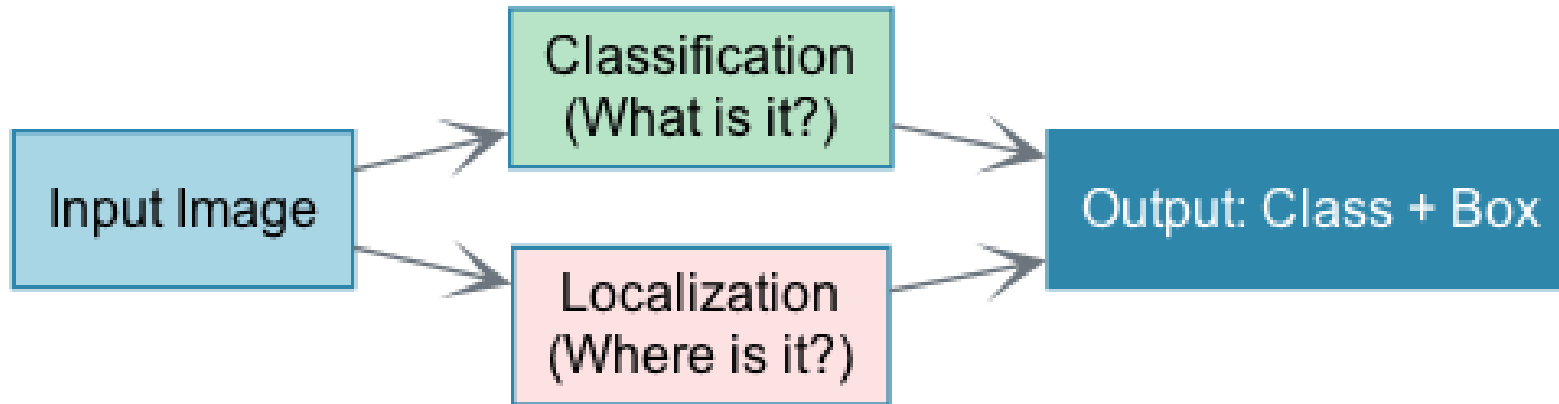 Input Image
Classification
(What is it?)
Localization
(Where is it?)
Output: Class + Box